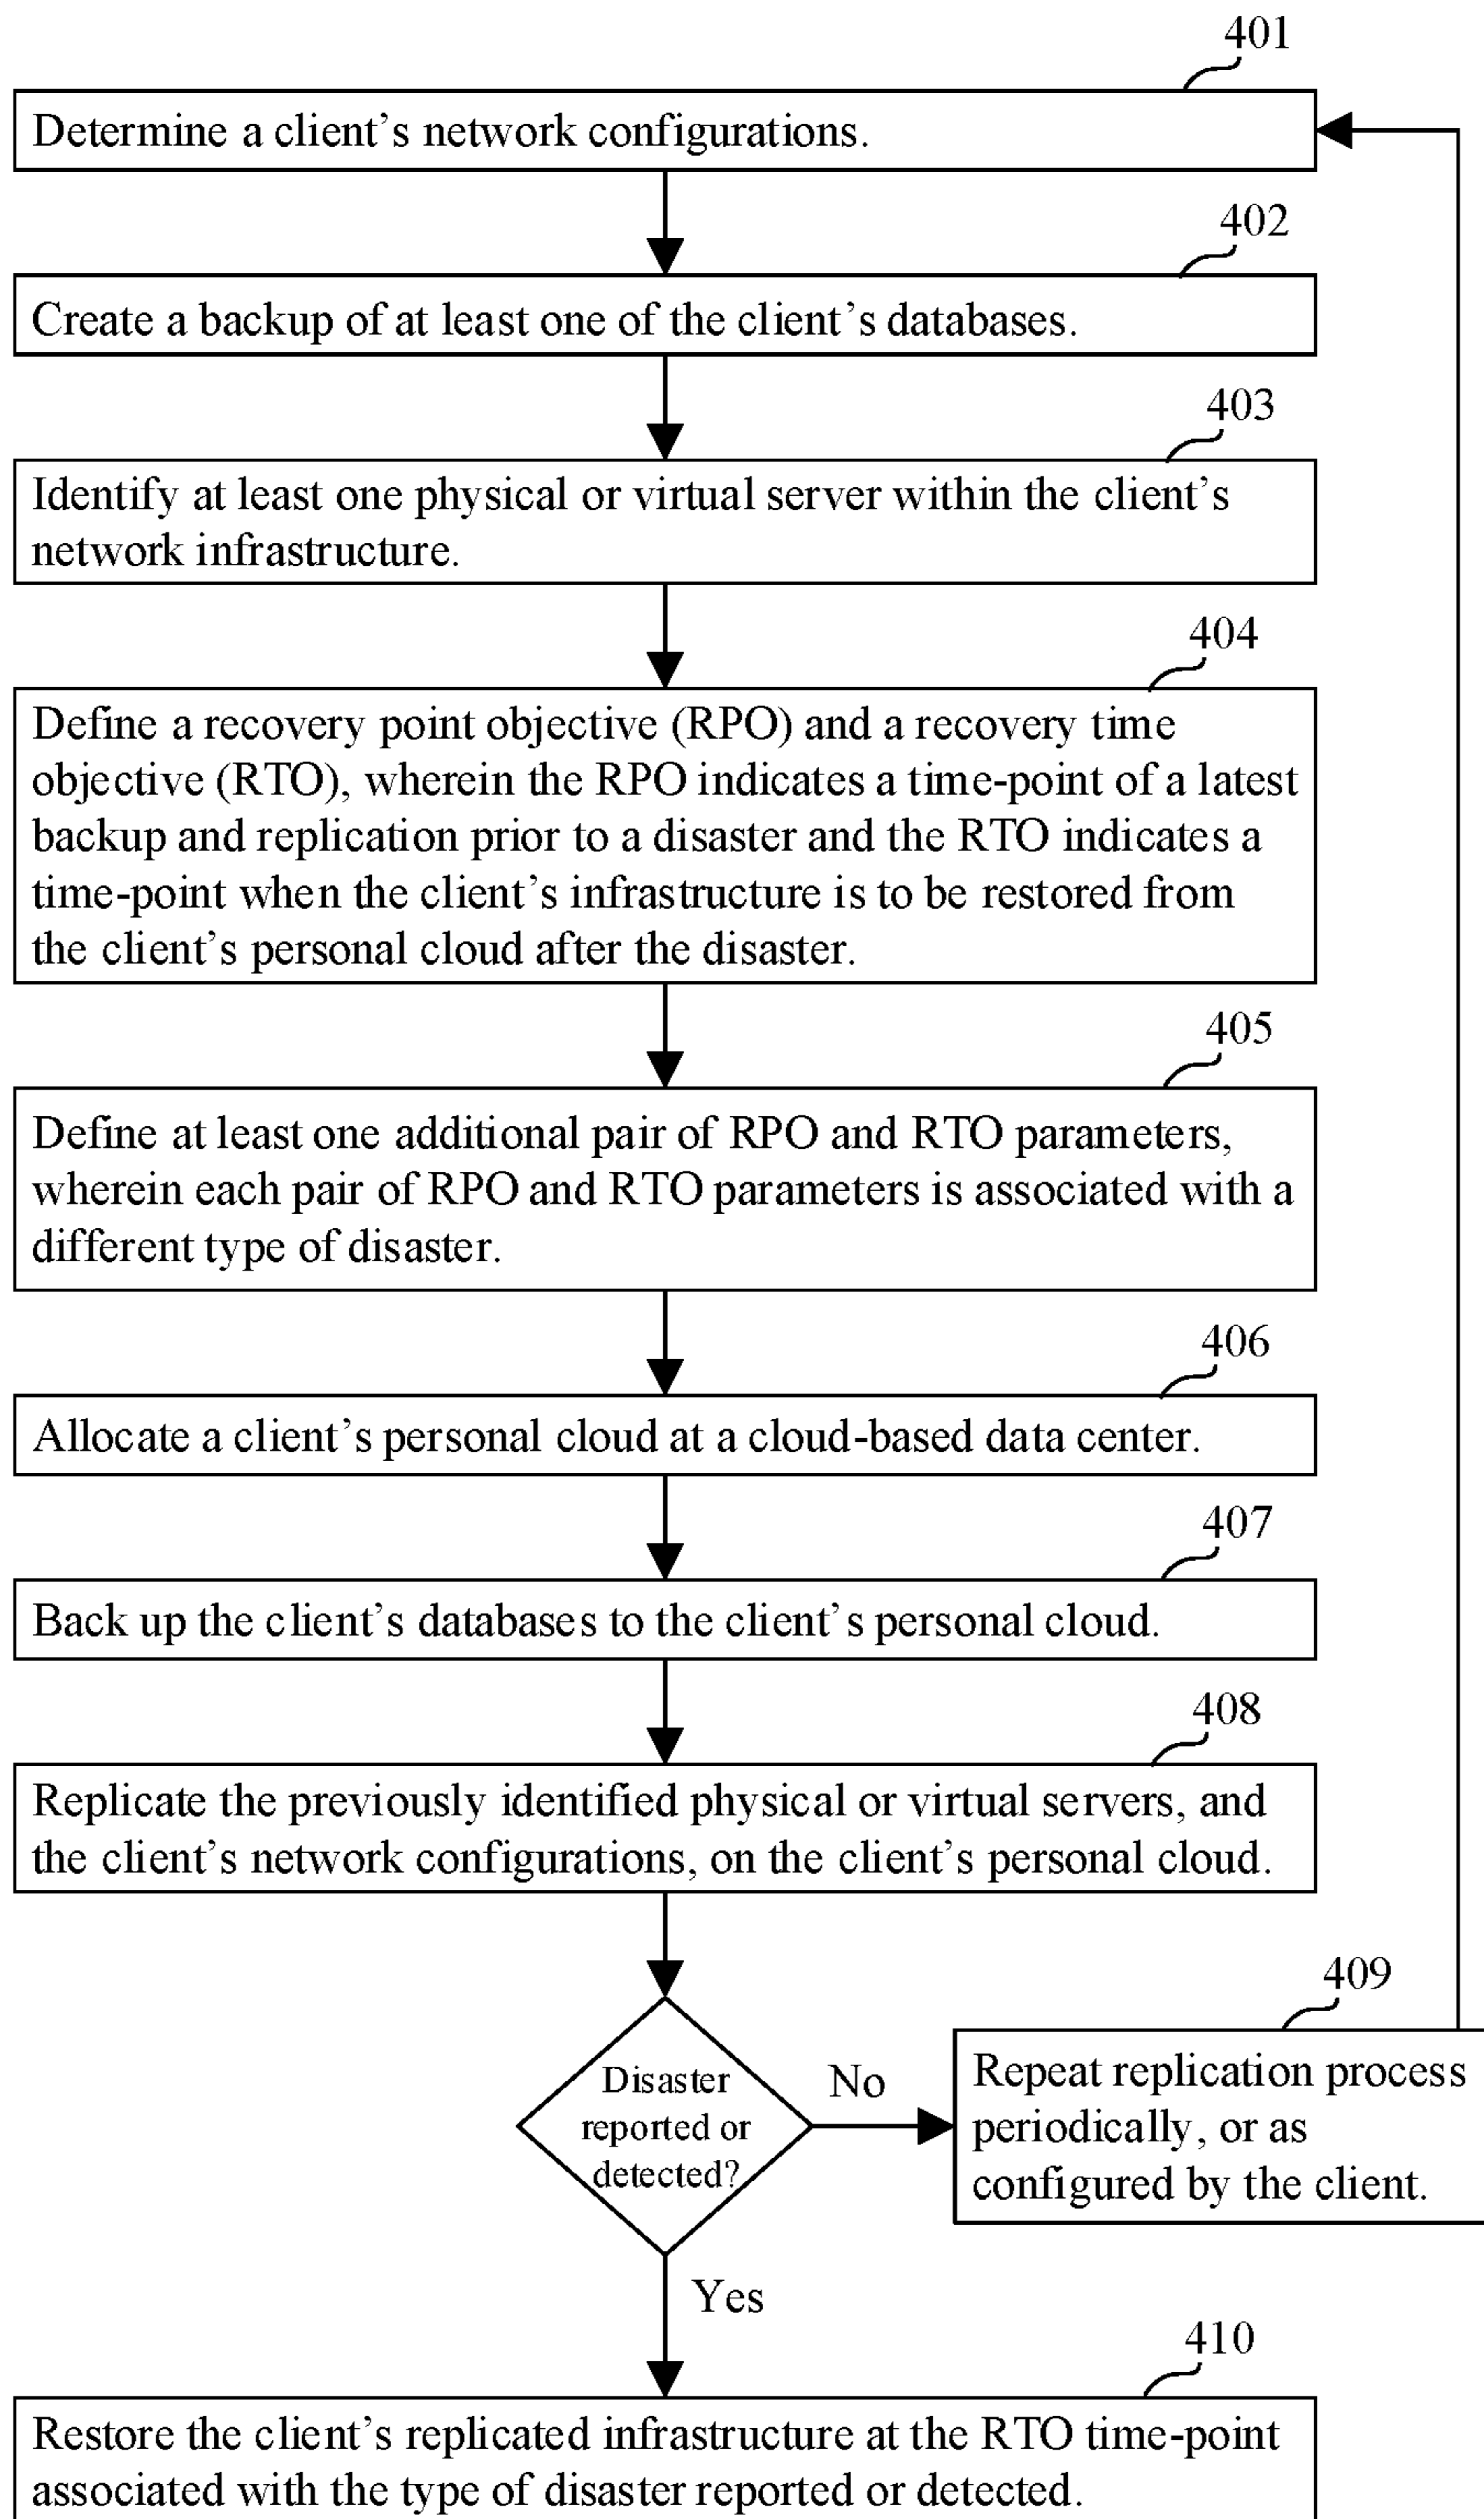 401
Determine a client's network configurations.
402
Create a backup of at least one of the client's databases.
403
Identify at least one physical or virtual server within the client's
network infrastructure.
404
Define a recovery point objective (RPO) and a recovery time
objective (RTO), wherein the RPO indicates a time-point of a latest
backup and replication prior to a disaster and the RTO indicates a
time-point when the client's infrastructure is to be restored from
the client's personal cloud after the disaster.
405
Define at least one additional pair of RPO and RTO parameters,
wherein each pair of RPO and RTO parameters is associated with a
different type of disaster.
406
Allocate a client's personal cloud at a cloud-based data center.
407
Back up the client's databases to the client's personal cloud.
408
Replicate the previously identified physical or virtual servers, and
the client's network configurations, on the client's personal cloud.
Disaster
reported or
detected?
No
409
Repeat replication process
periodically, or as
configured by the client.
Yes
410
Restore the client's replicated infrastructure at the RTO time-point
associated with the type of disaster reported or detected.